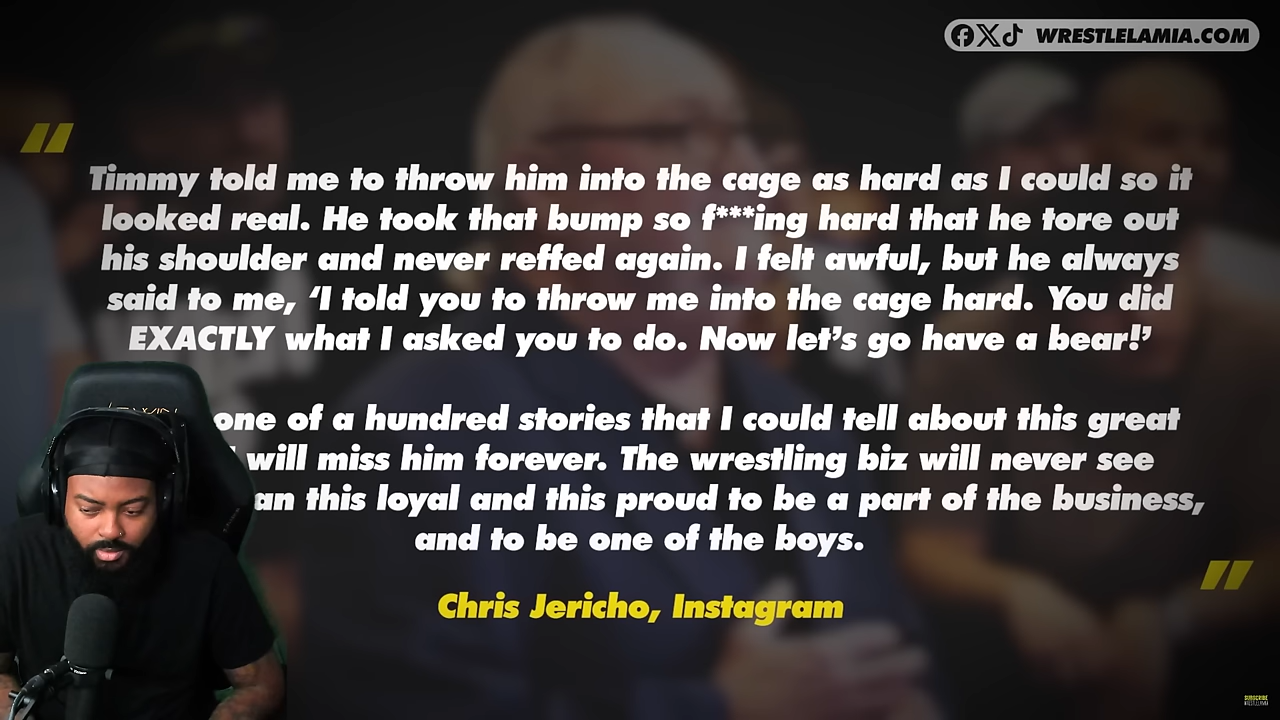 WRESTLELAMIA.COM
"
Timmy told me to throw him into the cage as hard as I could so it
looked real. He took that bump so f***ing hard that he tore out
his shoulder and never reffed again. I felt awful, but he always
said to me, ‘I told you to throw me into the cage hard. You did
EXACTLY what I asked you to do. Now let’s go have a bear!’
one of a hundred stories that I could tell about this great
will miss him forever. The wrestling biz will never see
an this loyal and this proud to be a part of the business,
and to be one of the boys.
"
Chris Jericho, Instagram
SUBSCRIBE
WRESTLELAMIA